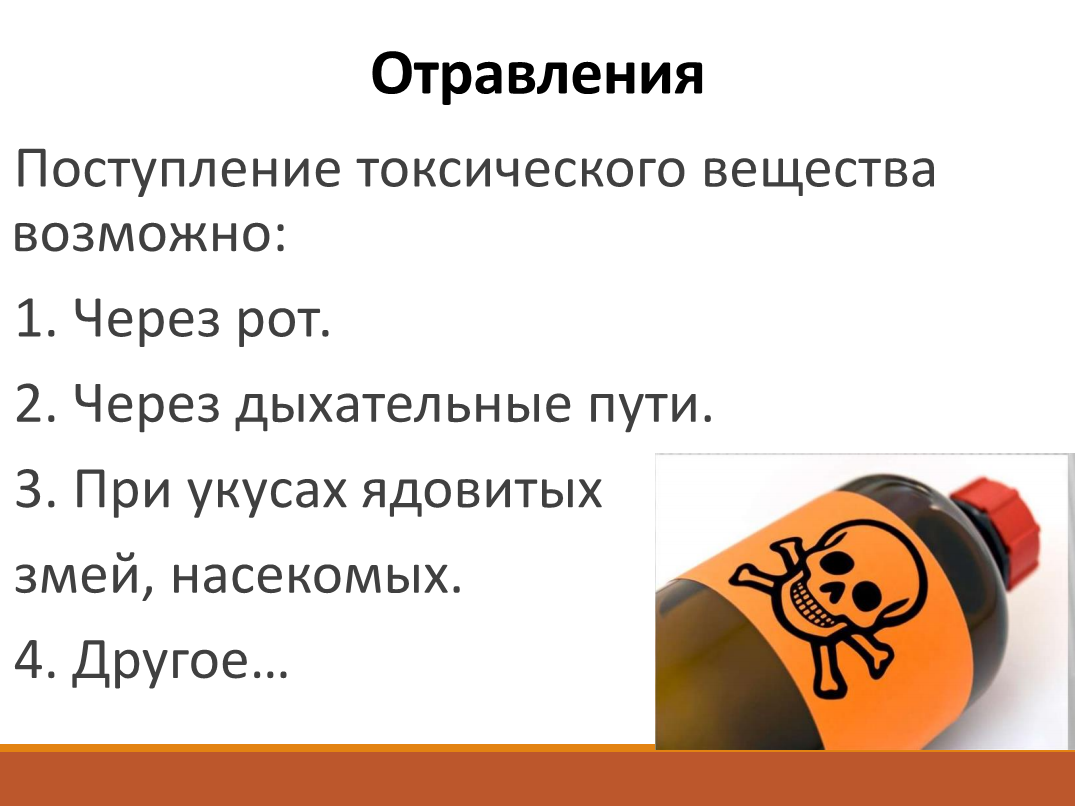 Отравления
Поступление токсического вещества
возможно:
1. Через рот.
2. Через дыхательные пути.
3. При укусах ядовитых
змей, насекомых.
4. Другое…